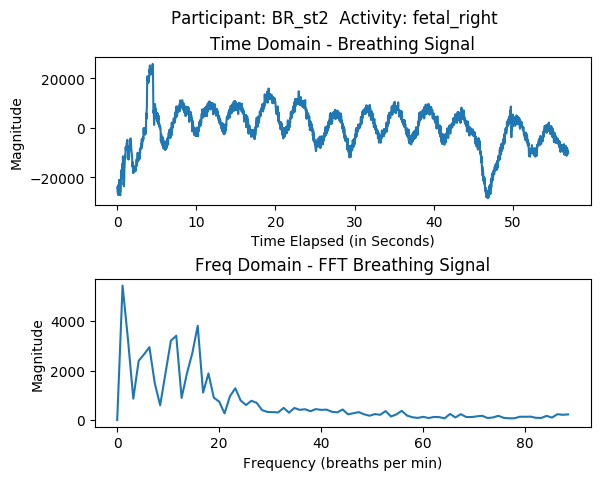 Participant: BR_st2  Activity: fetal_right
Time Domain - Breathing Signal
20000
0
−20000
Magnitude
0 10 20 30 40 50
Time Elapsed (in Seconds)
Freq Domain - FFT Breathing Signal
4000
2000
0
Magnitude
0 20 40 60 80
Frequency (breaths per min)